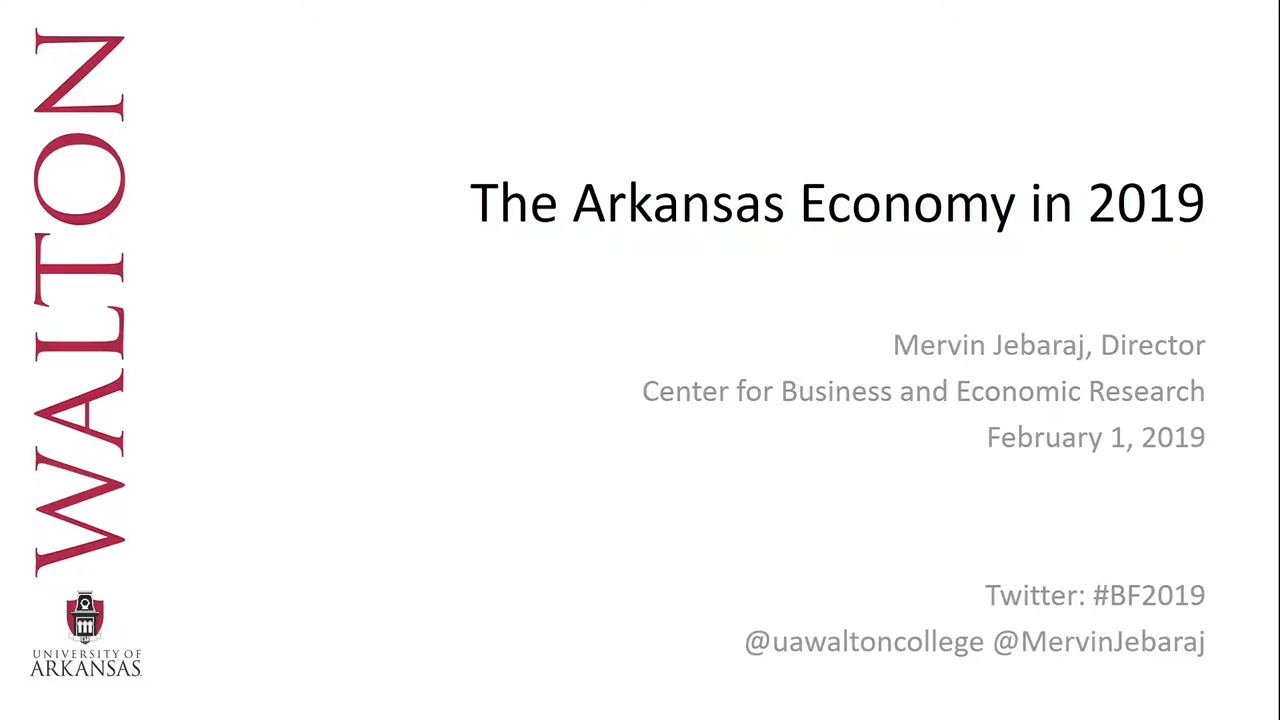 WALTON
UNIVERSITY OF
ARKANSAS
The Arkansas Economy in 2019
Mervin Jebaraj, Director
Center for Business and Economic Research
February 1, 2019
Twitter: #BF2019
@uawaltoncollege @MervinJebaraj